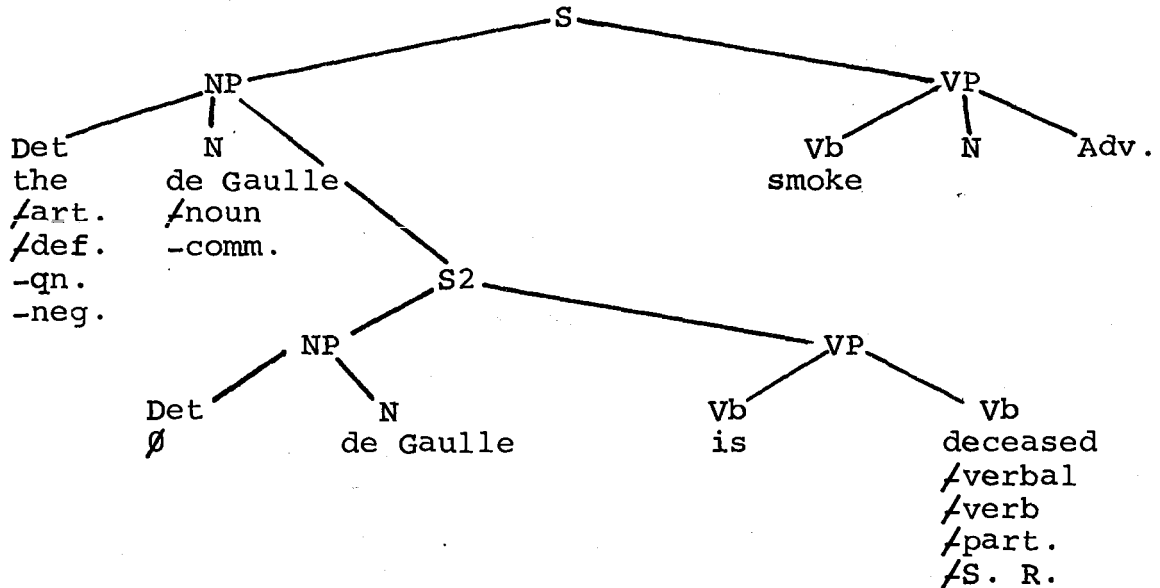 S
NP VP
Det N Vb N Adv.
the de Gaulle smoke
+art. +noun
+def. -comm.
-qn.
S2
-neg.
NP VP
Det N Vb Vb
Ø de Gaulle is deceased
+verbal
+verb
+part.
+S. R.